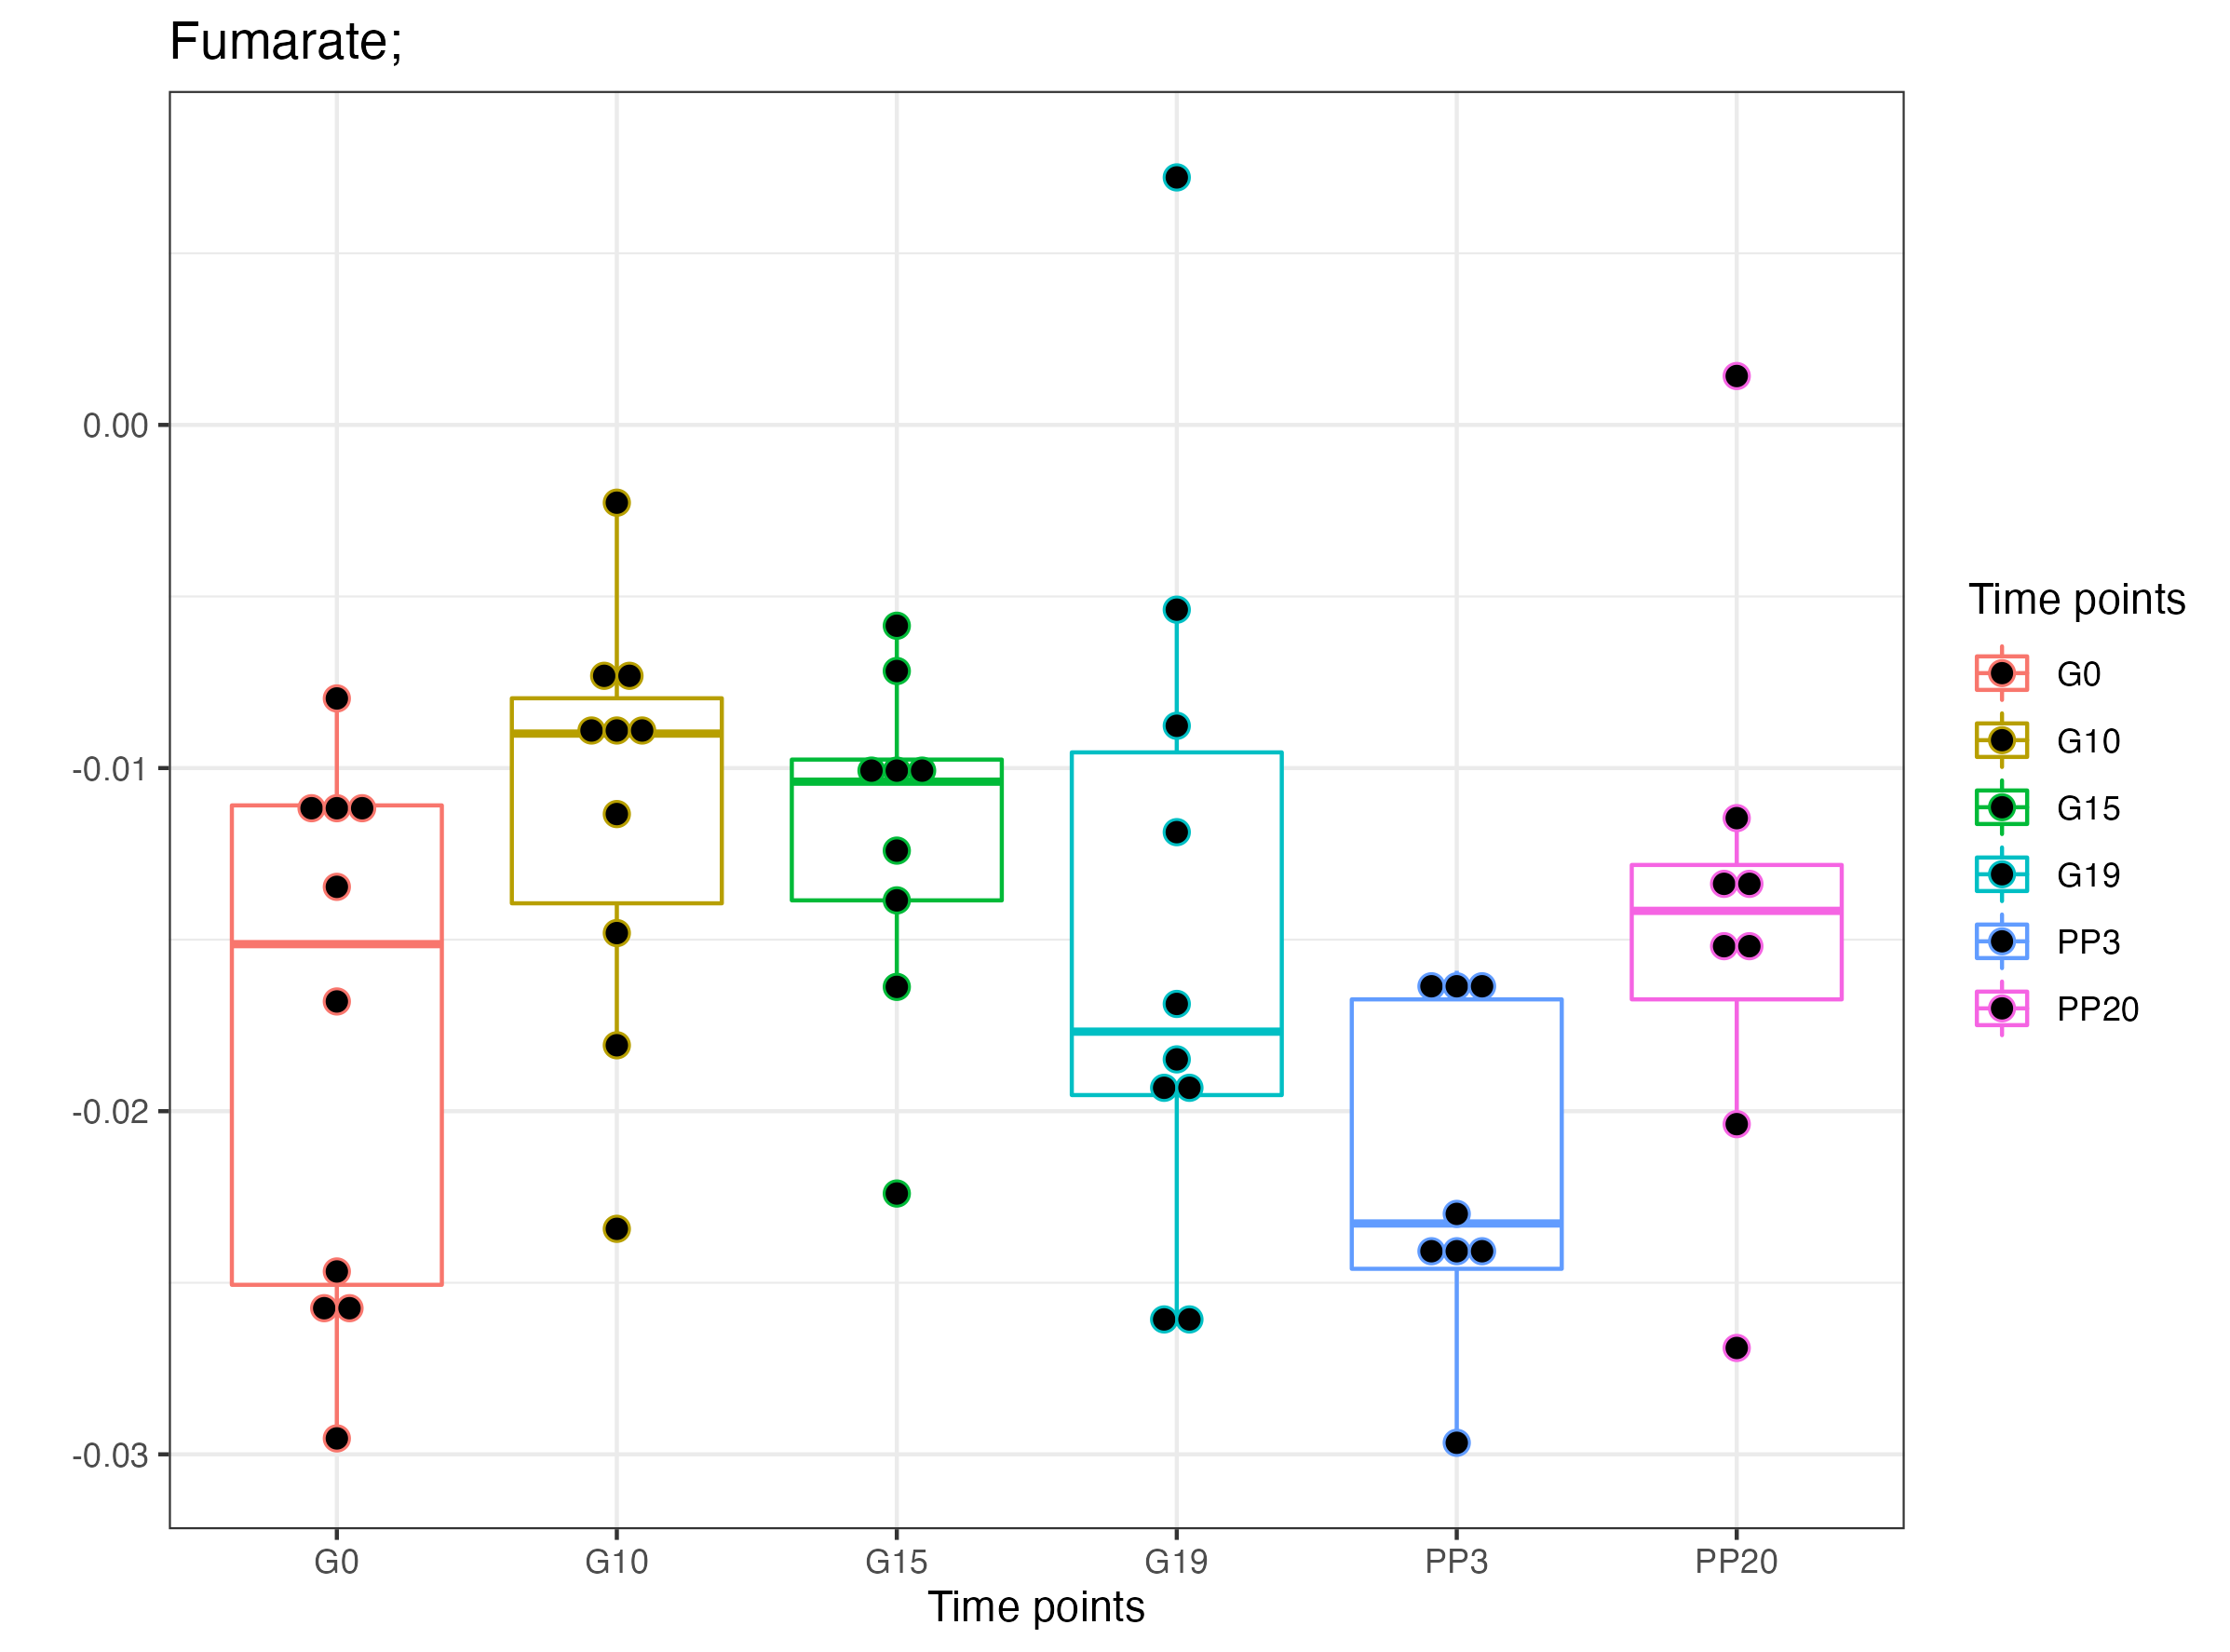 Fumarate;
0.00
-0.01
-0.02
-0.03
G0 G10 G15 G19 PP3 PP20
Time points
Time points
G0
G10
G15
G19
PP3
PP20